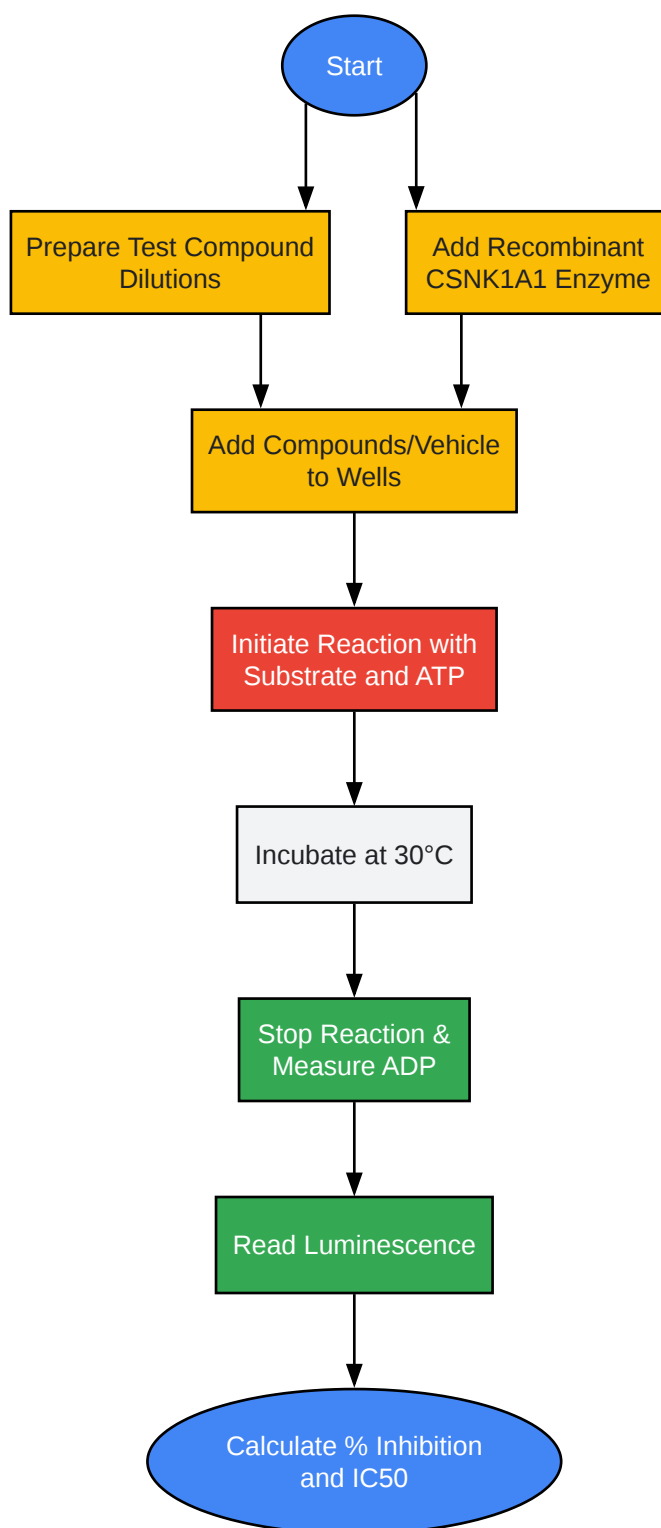 Start
Prepare Test Compound
Dilutions
Add Recombinant
CSNK1A1 Enzyme
Add Compounds/Vehicle
to Wells
Initiate Reaction with
Substrate and ATP
Incubate at 30°C
Stop Reaction &
Measure ADP
Read Luminescence
Calculate % Inhibition
and IC50